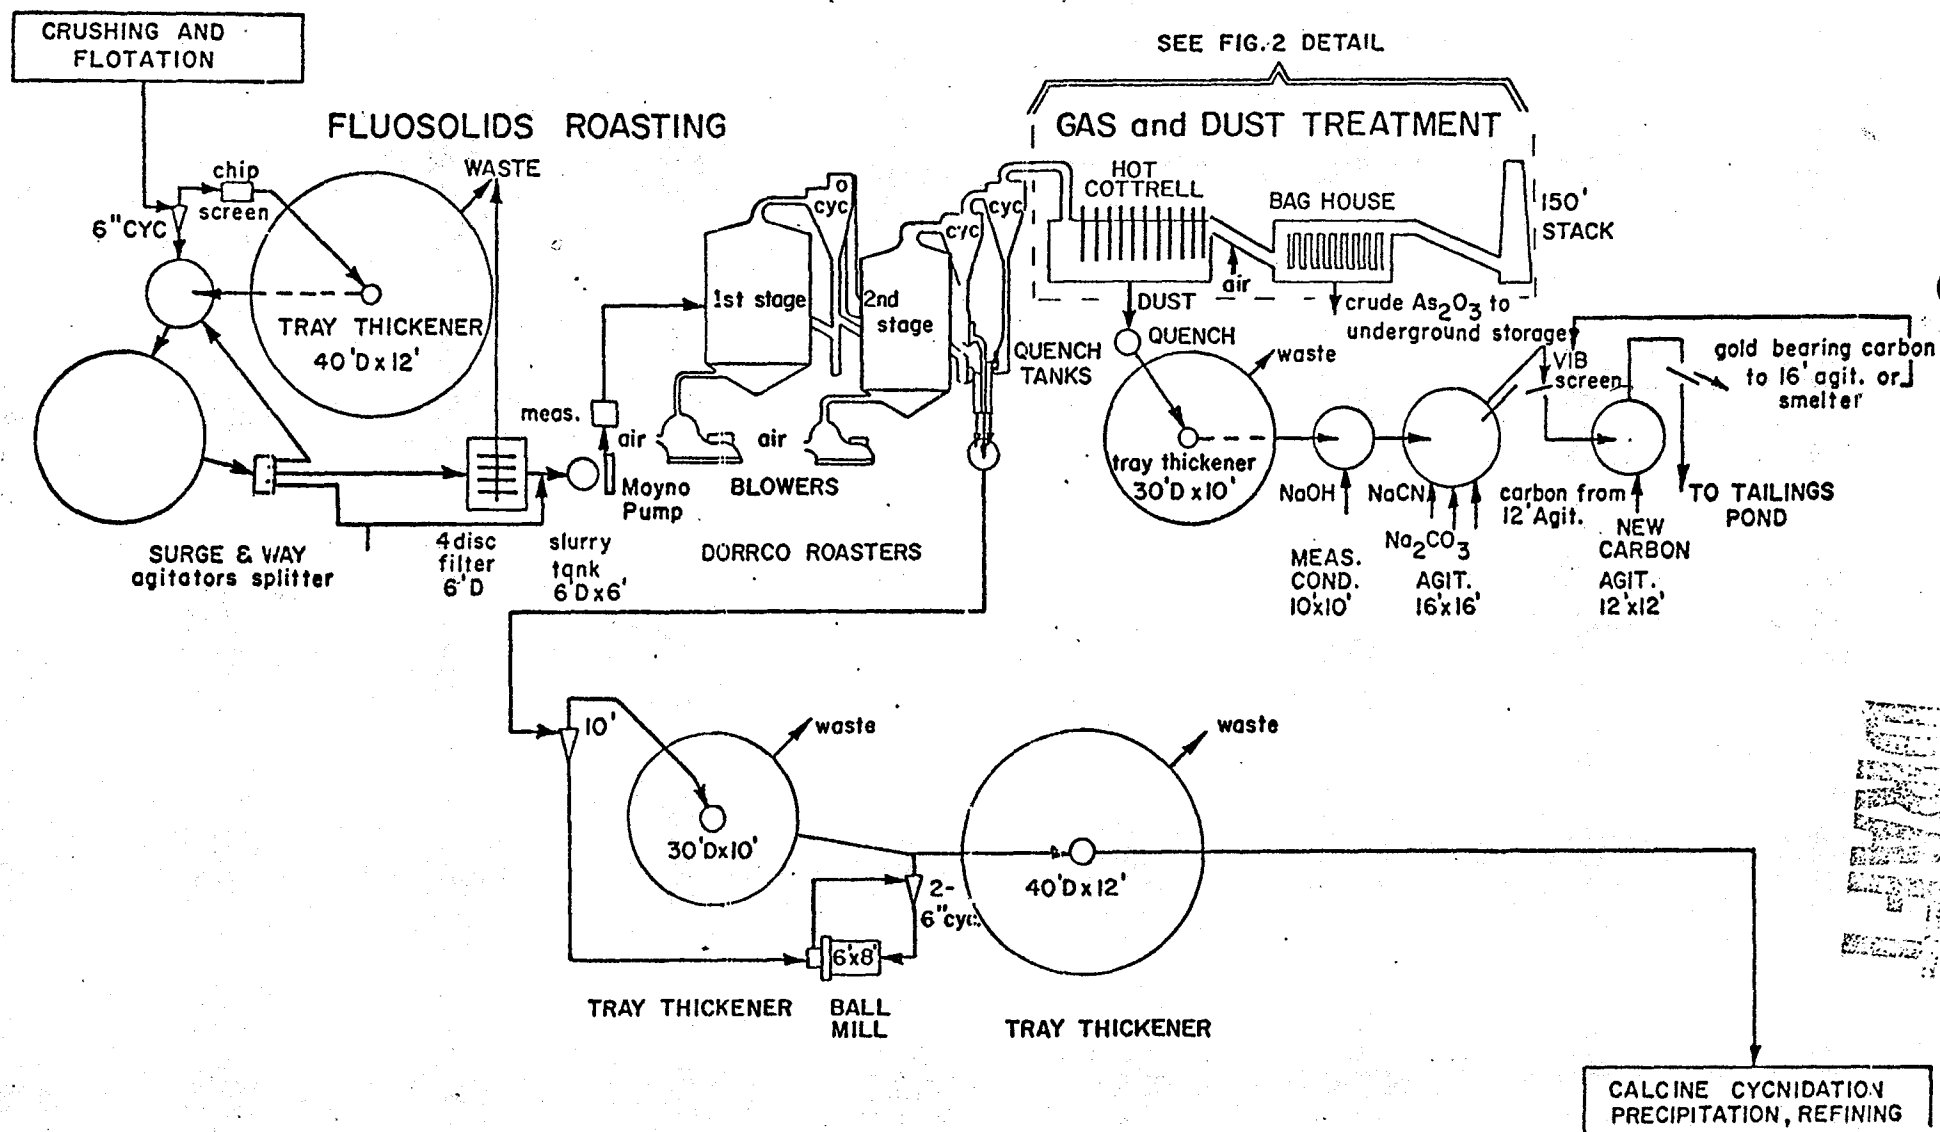 CRUSHING AND
FLOTATION
SEE FIG. 2 DETAIL
FLUOSOLIDS ROASTING
GAS and DUST TREATMENT
chip
screen
6" CYC
WASTE
TRAY THICKENER
40'D x 12'
cyc
cyc
cyc
1st stage
2nd
stage
HOT
COTTRELL
BAG HOUSE
150'
STACK
air
DUST
QUENCH
crude As2O3 to
underground storage
QUENCH
TANKS
waste
VIB
screen
gold bearing carbon
to 16' agit. or
smelter
meas.
air
air
Moyno
Pump
BLOWERS
DORRCO ROASTERS
SURGE & WAY
agitators splitter
4 disc
filter
6'D
slurry
tank
6'D x 6'
tray thickener
30'D x 10'
NaOH
NaCN
Na2CO3
carbon from
12' Agit.
NEW
CARBON
TO TAILINGS
POND
MEAS.
COND.
10'x10'
AGIT.
16'x16'
AGIT.
12'x12'
10'
waste
30'Dx10'
waste
40'Dx12'
2-
6"cyc.
6'x8'
TRAY THICKENER
BALL
MILL
TRAY THICKENER
CALCINE CYCNIDATION
PRECIPITATION, REFINING